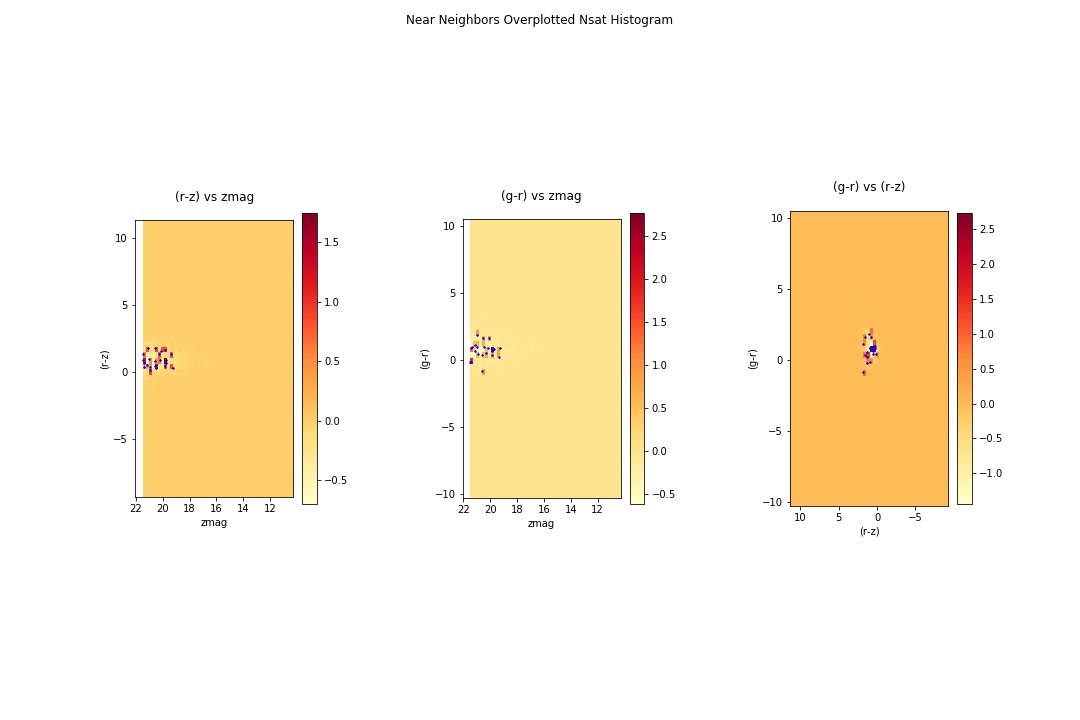 Near Neighbors Overplotted Nsat Histogram
(r-z) vs zmag
10
5
0
−5
(r-z)
22 20 18 16 14 12
zmag
1.5
1.0
0.5
0.0
−0.5
(g-r) vs zmag
10
5
0
−5
−10
(g-r)
22 20 18 16 14 12
zmag
2.5
2.0
1.5
1.0
0.5
0.0
−0.5
(g-r) vs (r-z)
10
5
0
−5
−10
(g-r)
10 5 0 −5
(r-z)
2.5
2.0
1.5
1.0
0.5
0.0
−0.5
−1.0